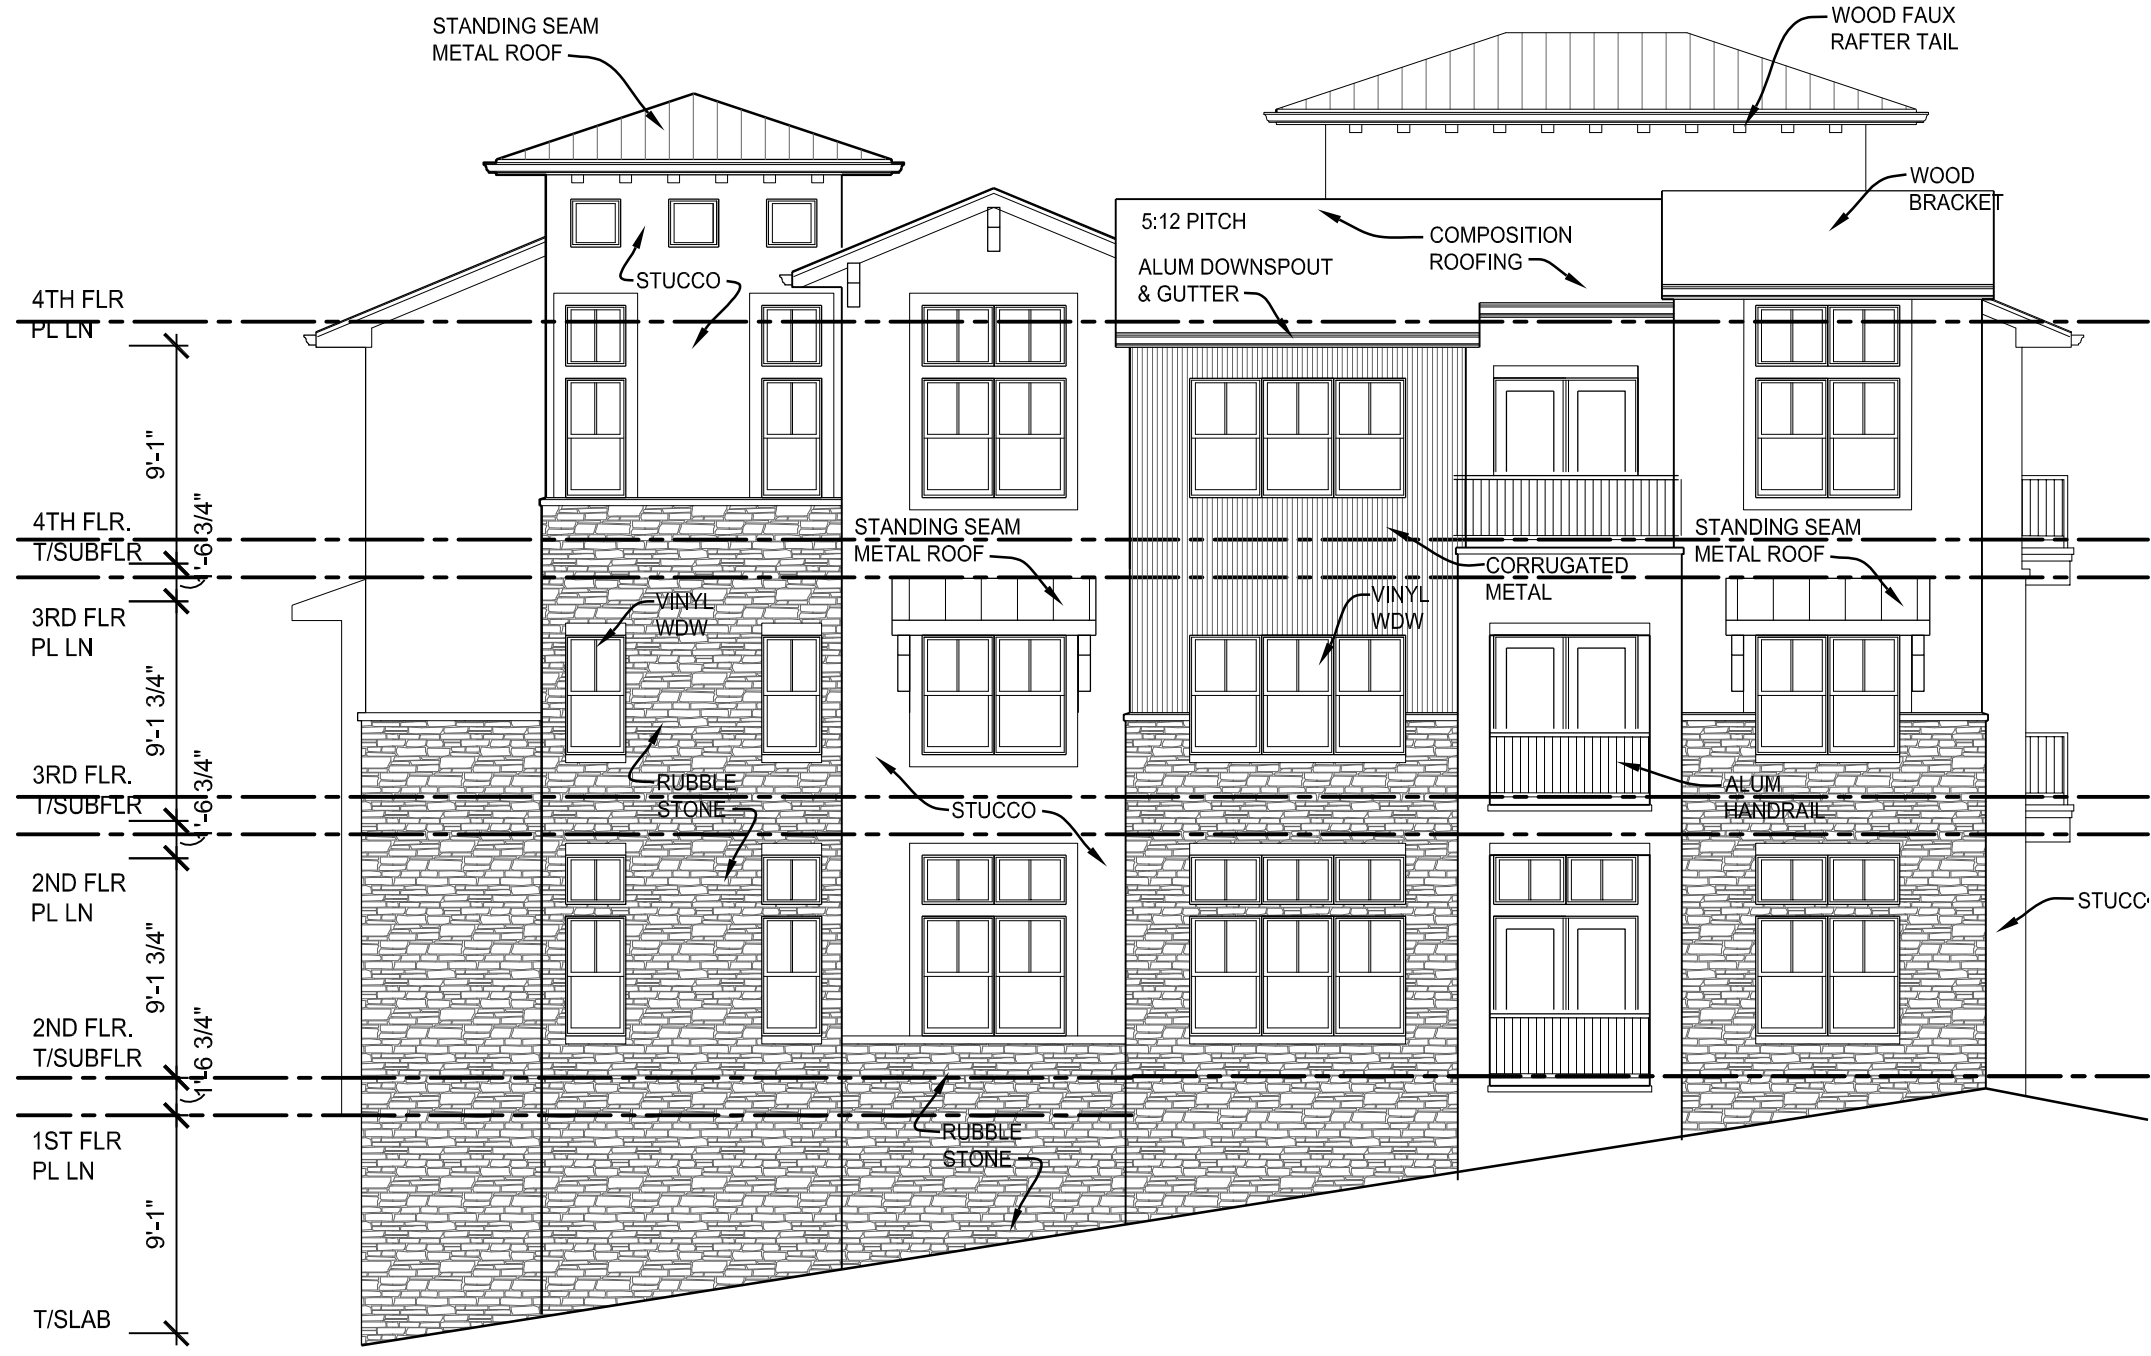 STANDING SEAM
METAL ROOF
WOOD FAUX
RAFTER TAIL
WOOD
BRACKET
5:12 PITCH
COMPOSITION
ROOFING
ALUM DOWNSPOUT
& GUTTER
STUCCO
4TH FLR
PL LN
9'-1"
1'-6 3/4"
4TH FLR.
T/SUBFLR
STANDING SEAM
METAL ROOF
STANDING SEAM
METAL ROOF
CORRUGATED
METAL
VINYL
WDW
VINYL
WDW
3RD FLR
PL LN
9'-1 3/4"
1'-6 3/4"
3RD FLR.
T/SUBFLR
RUBBLE
STONE
STUCCO
ALUM
HANDRAIL
2ND FLR
PL LN
STUCC
9'-1 3/4"
1'-6 3/4"
2ND FLR.
T/SUBFLR
RUBBLE
STONE
1ST FLR
PL LN
9'-1"
T/SLAB